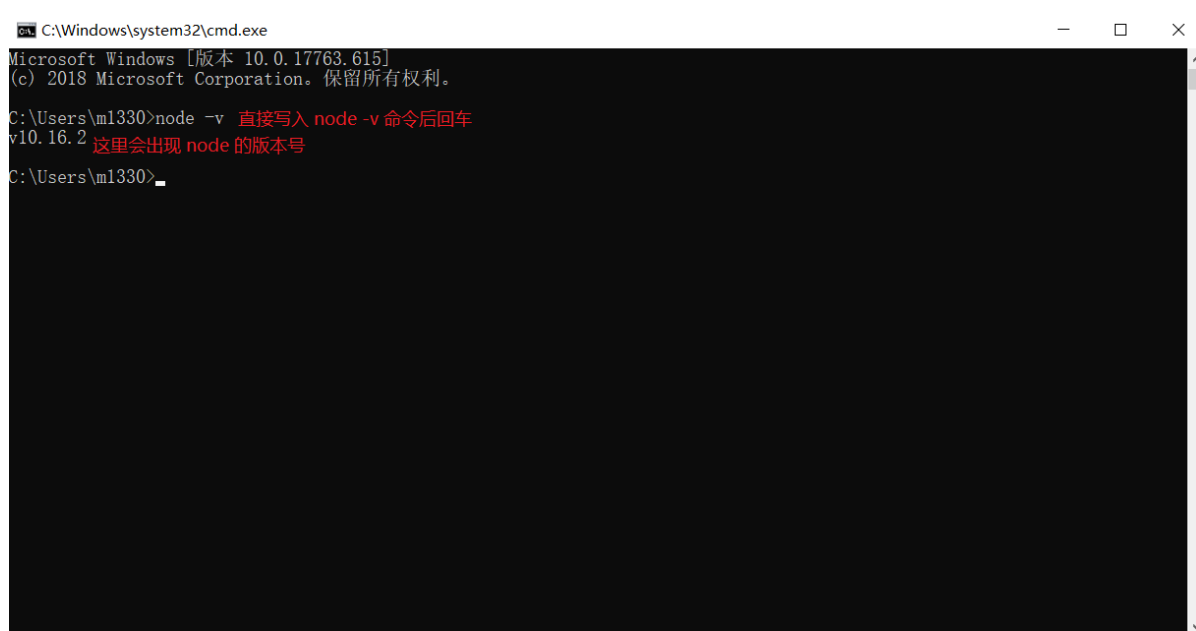 C:\Windows\system32\cmd.exe
Microsoft Windows [版本 10.0.17763.615]
(c) 2018 Microsoft Corporation。保留所有权利。
C:\Users\m1330>node -v 直接写入 node -v 命令后回车
v10.16.2 这里会出现 node 的版本号
C:\Users\m1330>